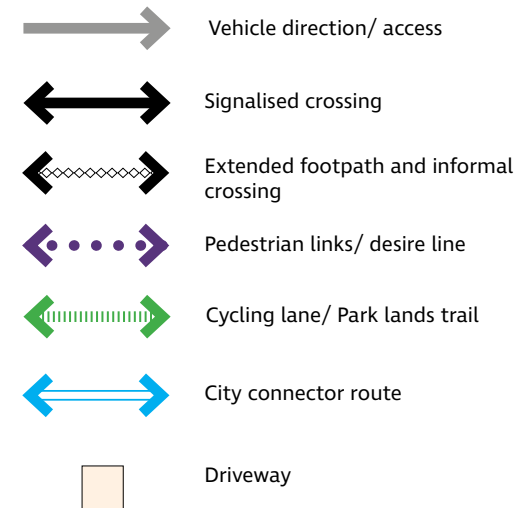 Vehicle direction/ access
Signalised crossing
Extended footpath and informal
crossing
Pedestrian links/ desire line
Cycling lane/ Park lands trail
City connector route
Driveway